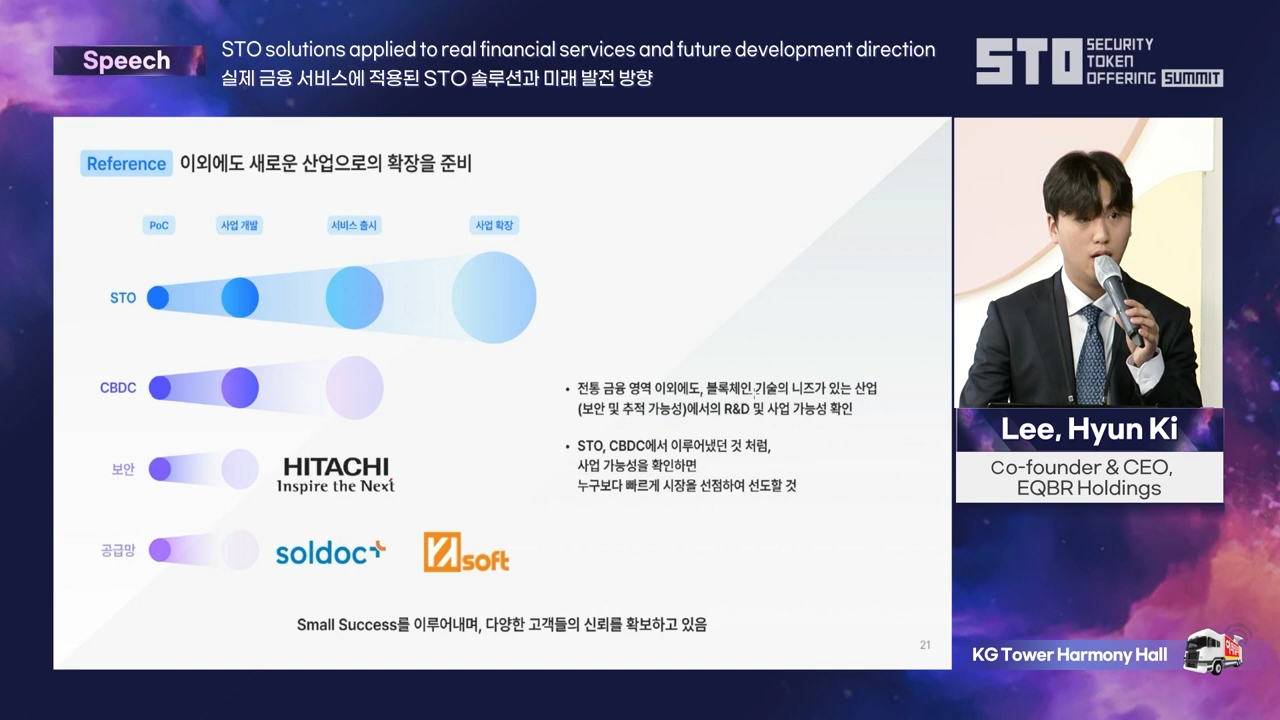 Speech
STO solutions applied to real financial services and future development direction
실제 금융 서비스에 적용된 STO 솔루션과 미래 발전 방향
STO SECURITY
TOKEN
OFFERING SUMMIT
Reference 이외에도 새로운 산업으로의 확장을 준비
PoC 사업 개발 서비스 출시 사업 확장
STO
CBDC
보안
HITACHI
Inspire the Next
공급망
soldoc
soft
• 전통 금융 영역 이외에도, 블록체인 기술의 니즈가 있는 산업
(보안 및 추적 가능성)에서의 R&D 및 사업 가능성 확인
• STO, CBDC에서 이루어냈던 것 처럼,
사업 가능성을 확인하면
누구보다 빠르게 시장을 선점하여 선도할 것
Small Success를 이루어내며, 다양한 고객들의 신뢰를 확보하고 있음
21
Lee, Hyun Ki
Co-founder & CEO,
EQBR Holdings
KG Tower Harmony Hall